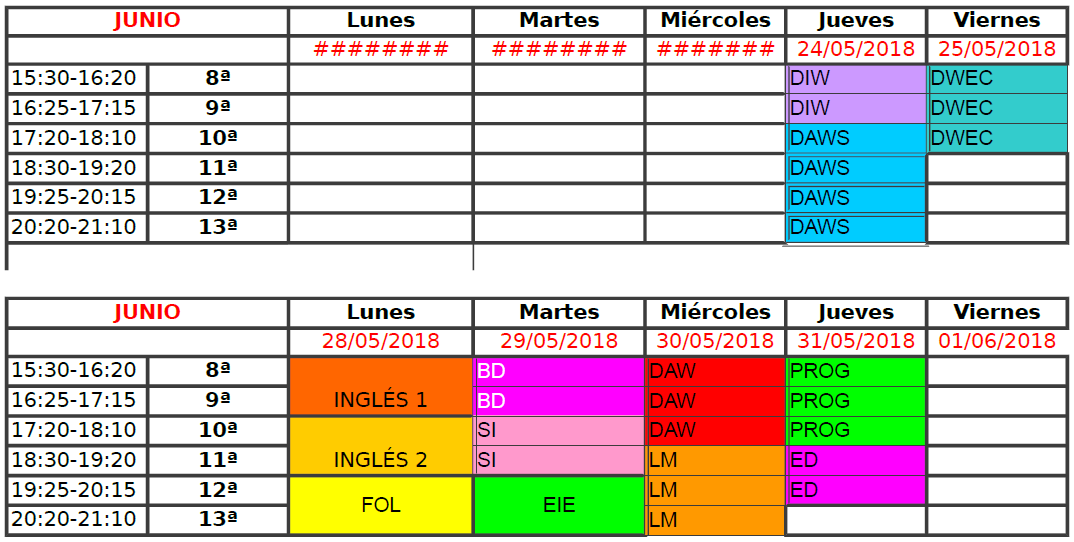 JUNIO Lunes Martes Miércoles Jueves Viernes
######## ######## ####### 24/05/2018 25/05/2018
15:30-16:20 8ª DIW DWEC
16:25-17:15 9ª DIW DWEC
17:20-18:10 10ª DAWS DWEC
18:30-19:20 11ª DAWS
19:25-20:15 12ª DAWS
20:20-21:10 13ª DAWS
JUNIO Lunes Martes Miércoles Jueves Viernes
28/05/2018 29/05/2018 30/05/2018 31/05/2018 01/06/2018
15:30-16:20 8ª BD DAW PROG
16:25-17:15 9ª INGLÉS 1 BD DAW PROG
17:20-18:10 10ª SI DAW PROG
18:30-19:20 11ª INGLÉS 2 SI LM ED
19:25-20:15 12ª FOL EIE LM ED
20:20-21:10 13ª LM